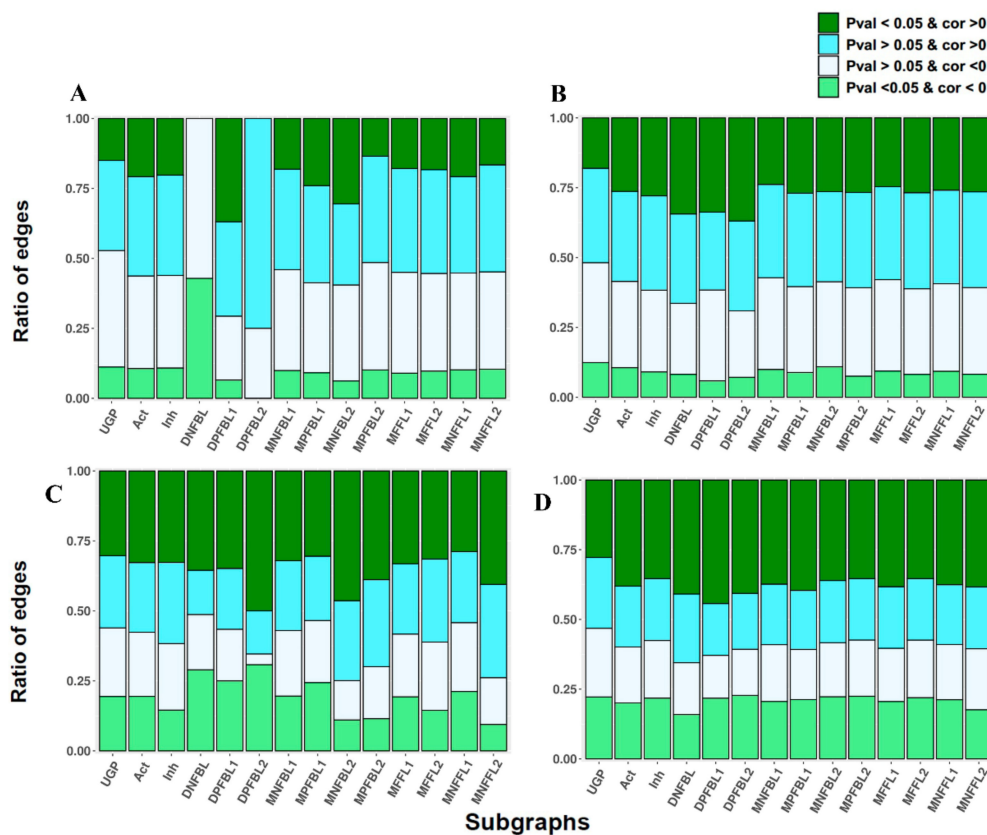 Pval < 0.05 & cor >0
Pval > 0.05 & cor >0
Pval > 0.05 & cor <0
Pval <0.05 & cor < 0
A
B
Ratio of edges
1.00
0.75
0.50
0.25
0.00
UGP
Act
Inh
DNFBL
DPFBL1
DPFBL2
MNFBL1
MPFBL1
MNFBL2
MPFBL2
MFFL1
MFFL2
MNFFL1
MNFFL2
1.00
0.75
0.50
0.25
0.00
UGP
Act
Inh
DNFBL
DPFBL1
DPFBL2
MNFBL1
MPFBL1
MNFBL2
MPFBL2
MFFL1
MFFL2
MNFFL1
MNFFL2
C
D
Ratio of edges
1.00
0.75
0.50
0.25
0.00
UGP
Act
Inh
DNFBL
DPFBL1
DPFBL2
MNFBL1
MPFBL1
MNFBL2
MPFBL2
MFFL1
MFFL2
MNFFL1
MNFFL2
1.00
0.75
0.50
0.25
0.00
UGP
Act
Inh
DNFBL
DPFBL1
DPFBL2
MNFBL1
MPFBL1
MNFBL2
MPFBL2
MFFL1
MFFL2
MNFFL1
MNFFL2
Subgraphs